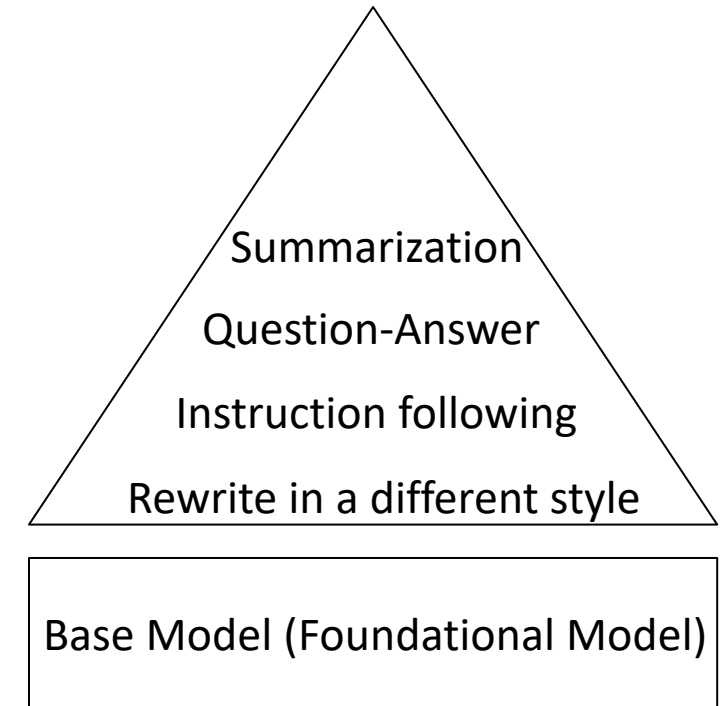 Summarization
Question-Answer
Instruction following
Rewrite in a different style
Base Model (Foundational Model)